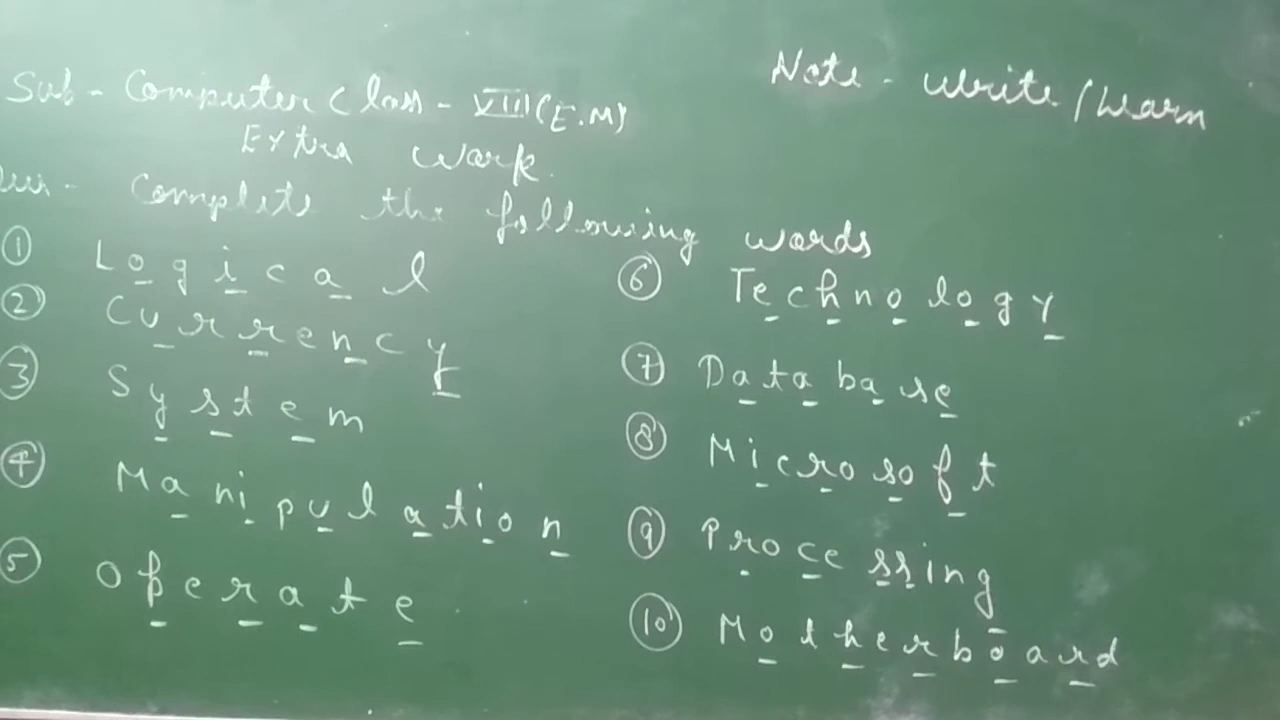 Sub - Computer Class - VIII (E.M)
Note - Write / Learn
Extra Work.
Complete the following words
① Logical
② Currency
③ System
④ Manipulation
⑤ Operate
⑥ Technology
⑦ Database
⑧ Microsoft
⑨ Processing
⑩ Motherboard